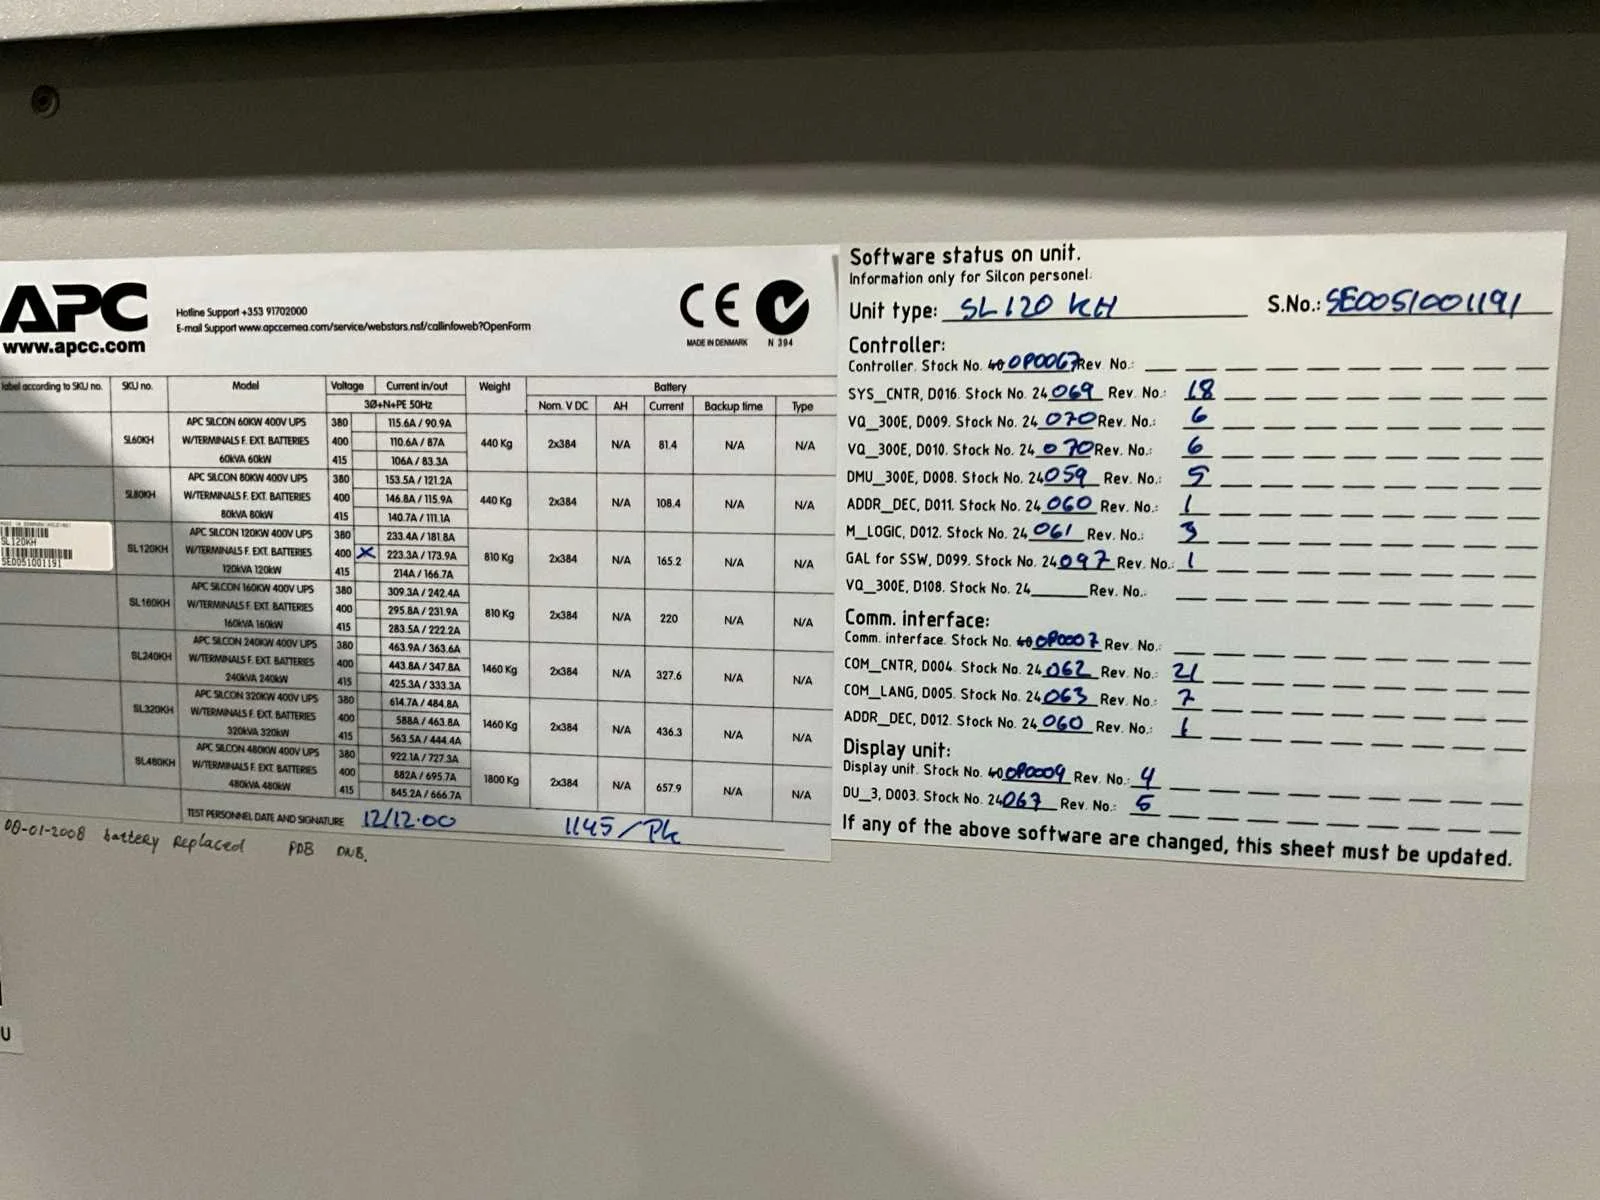 APC
www.apcc.com
Hotline Support +353 91702000
E-mail Support www.apccemea.com/service/webstars.nsf/callinfoweb?OpenForm
CE
MADE IN DENMARK N 394
label according to SKU no. SKU no. Model Voltage Current in/out Weight Battery
3Ø+N+PE 50Hz Nom. V DC AH Current Backup time Type
SL60KH APC SILCON 60KW 400V UPS 380 115.6A / 90.9A
W/TERMINALS F. EXT. BATTERIES 400 110.6A / 87A 440 Kg 2x384 N/A 81.4 N/A N/A
60kVA 60kW 415 106A / 83.3A
SL80KH APC SILCON 80KW 400V UPS 380 153.5A / 121.2A
W/TERMINALS F. EXT. BATTERIES 400 146.8A / 115.9A 440 Kg 2x384 N/A 108.4 N/A N/A
80kVA 80kW 415 140.7A / 111.1A
SL120KH
SE0051001191
SL120KH APC SILCON 120KW 400V UPS 380 233.4A / 181.8A
W/TERMINALS F. EXT. BATTERIES 400 X 223.3A / 173.9A 810 Kg 2x384 N/A 165.2 N/A N/A
120kVA 120kW 415 214A / 166.7A
SL160KH APC SILCON 160KW 400V UPS 380 309.3A / 242.4A
W/TERMINALS F. EXT. BATTERIES 400 295.8A / 231.9A 810 Kg 2x384 N/A 220 N/A N/A
160kVA 160kW 415 283.5A / 222.2A
SL240KH APC SILCON 240KW 400V UPS 380 463.9A / 363.6A
W/TERMINALS F. EXT. BATTERIES 400 443.8A / 347.8A 1460 Kg 2x384 N/A 327.6 N/A N/A
240kVA 240kW 415 425.3A / 333.3A
SL320KH APC SILCON 320KW 400V UPS 380 614.7A / 484.8A
W/TERMINALS F. EXT. BATTERIES 400 588A / 463.8A 1460 Kg 2x384 N/A 436.3 N/A N/A
320kVA 320kW 415 563.5A / 444.4A
SL480KH APC SILCON 480KW 400V UPS 380 922.1A / 727.3A
W/TERMINALS F. EXT. BATTERIES 400 882A / 695.7A 1800 Kg 2x384 N/A 657.9 N/A N/A
480kVA 480kW 415 845.2A / 666.7A
TEST PERSONNEL DATE AND SIGNATURE 12/12-00 1145/Pk
08-01-2008 battery replaced PDB DNB.
Software status on unit.
Information only for Silcon personel.
Unit type: SL120KH S.No.: SE0051001191
Controller:
Controller. Stock No. 40 0P0067 Rev. No.:
SYS_CNTR, D016. Stock No. 24 069 Rev. No.: 18
VQ_300E, D009. Stock No. 24 070 Rev. No.: 6
VQ_300E, D010. Stock No. 24 070 Rev. No.: 6
DMU_300E, D008. Stock No. 24 059 Rev. No.: 5
ADDR_DEC, D011. Stock No. 24 060 Rev. No.: 1
M_LOGIC, D012. Stock No. 24 061 Rev. No.: 3
GAL for SSW, D099. Stock No. 24 097 Rev. No.: 1
VQ_300E, D108. Stock No. 24 Rev. No.:
Comm. interface:
Comm. interface. Stock No. 40 0P0007 Rev. No.:
COM_CNTR, D004. Stock No. 24 062 Rev. No.: 21
COM_LANG, D005. Stock No. 24 063 Rev. No.: 7
ADDR_DEC, D012. Stock No. 24 060 Rev. No.: 1
Display unit:
Display unit. Stock No. 40 0P0009 Rev. No.: 4
DU_3, D003. Stock No. 24 067 Rev. No.: 5
If any of the above software are changed, this sheet must be updated.
U